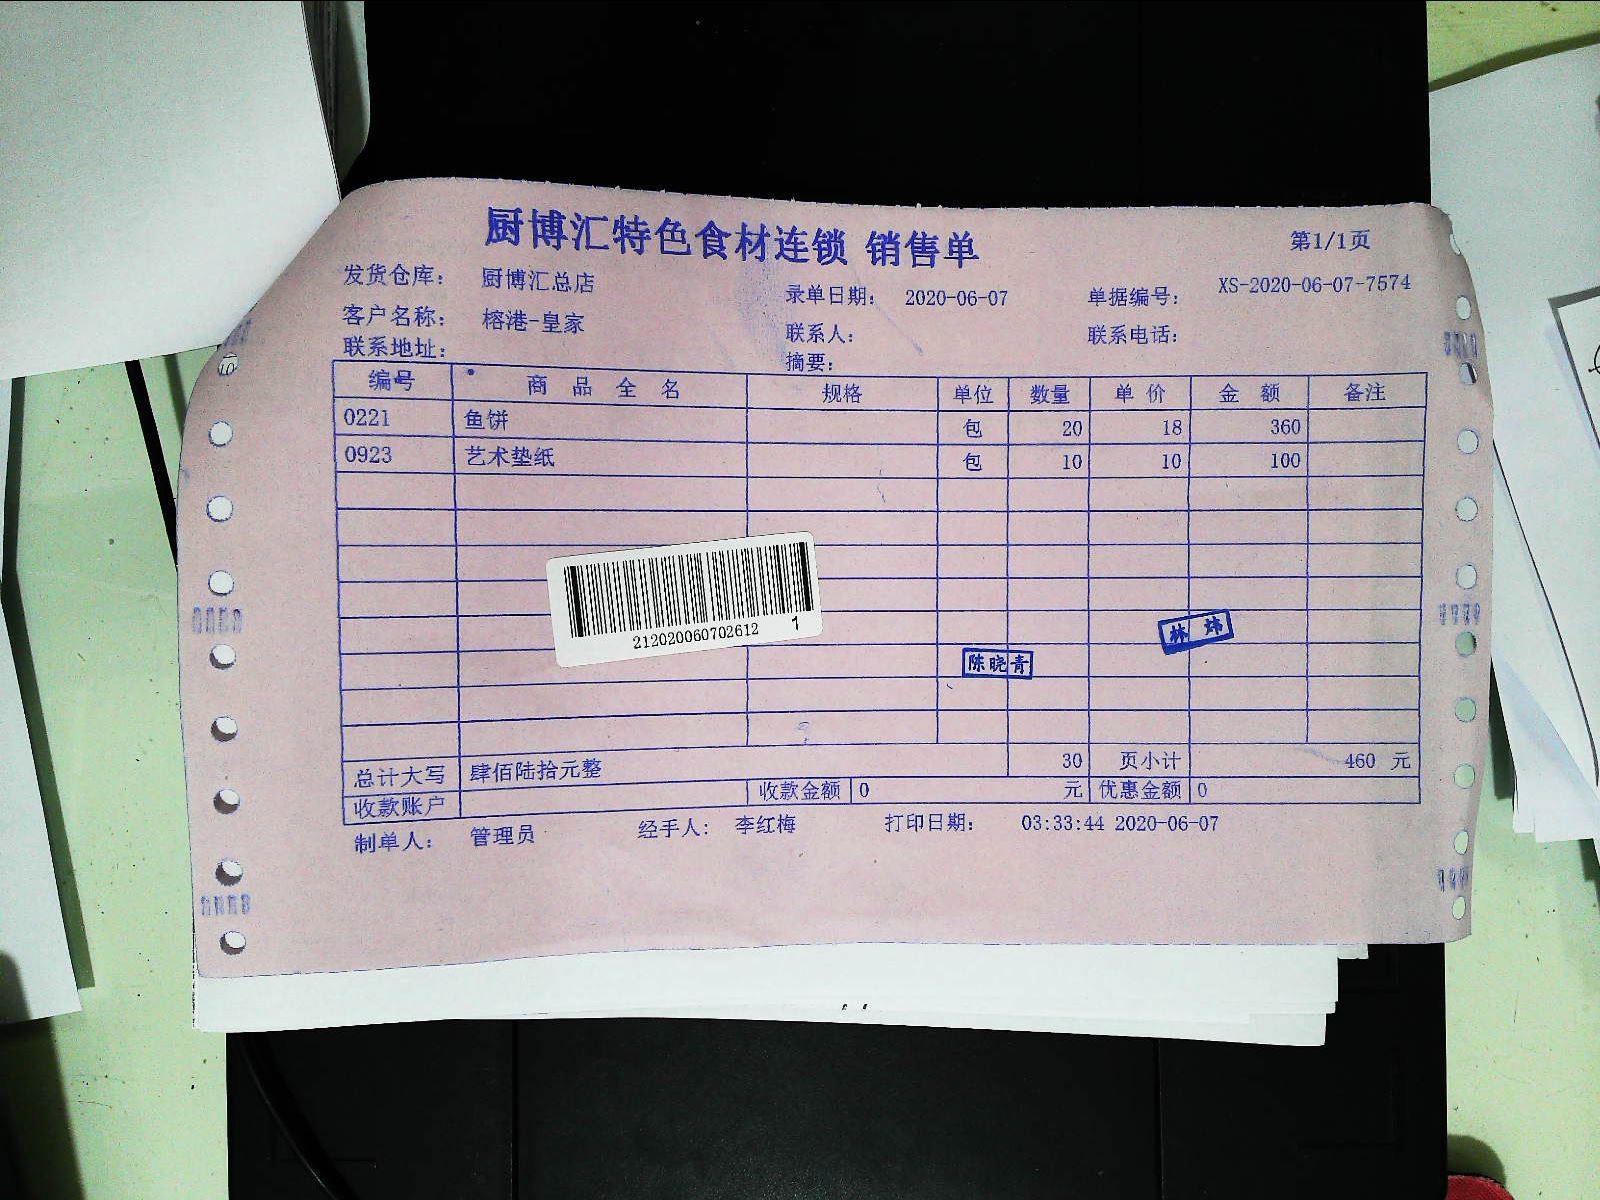 厨博汇特色食材连锁 销售单
第1/1页
发货仓库: 厨博汇总店 录单日期: 2020-06-07 单据编号: XS-2020-06-07-7574
客户名称: 榕港-皇家 联系人: 联系电话:
联系地址: 摘要:
编号 商品全名 规格 单位 数量 单价 金额 备注
0221 鱼饼 包 20 18 360
0923 艺术垫纸 包 10 10 100
212020060702612 1
林炜
陈晓青
总计大写 肆佰陆拾元整 30 页小计 460 元
收款账户 收款金额 0 元 优惠金额 0
制单人: 管理员 经手人: 李红梅 打印日期: 03:33:44 2020-06-07